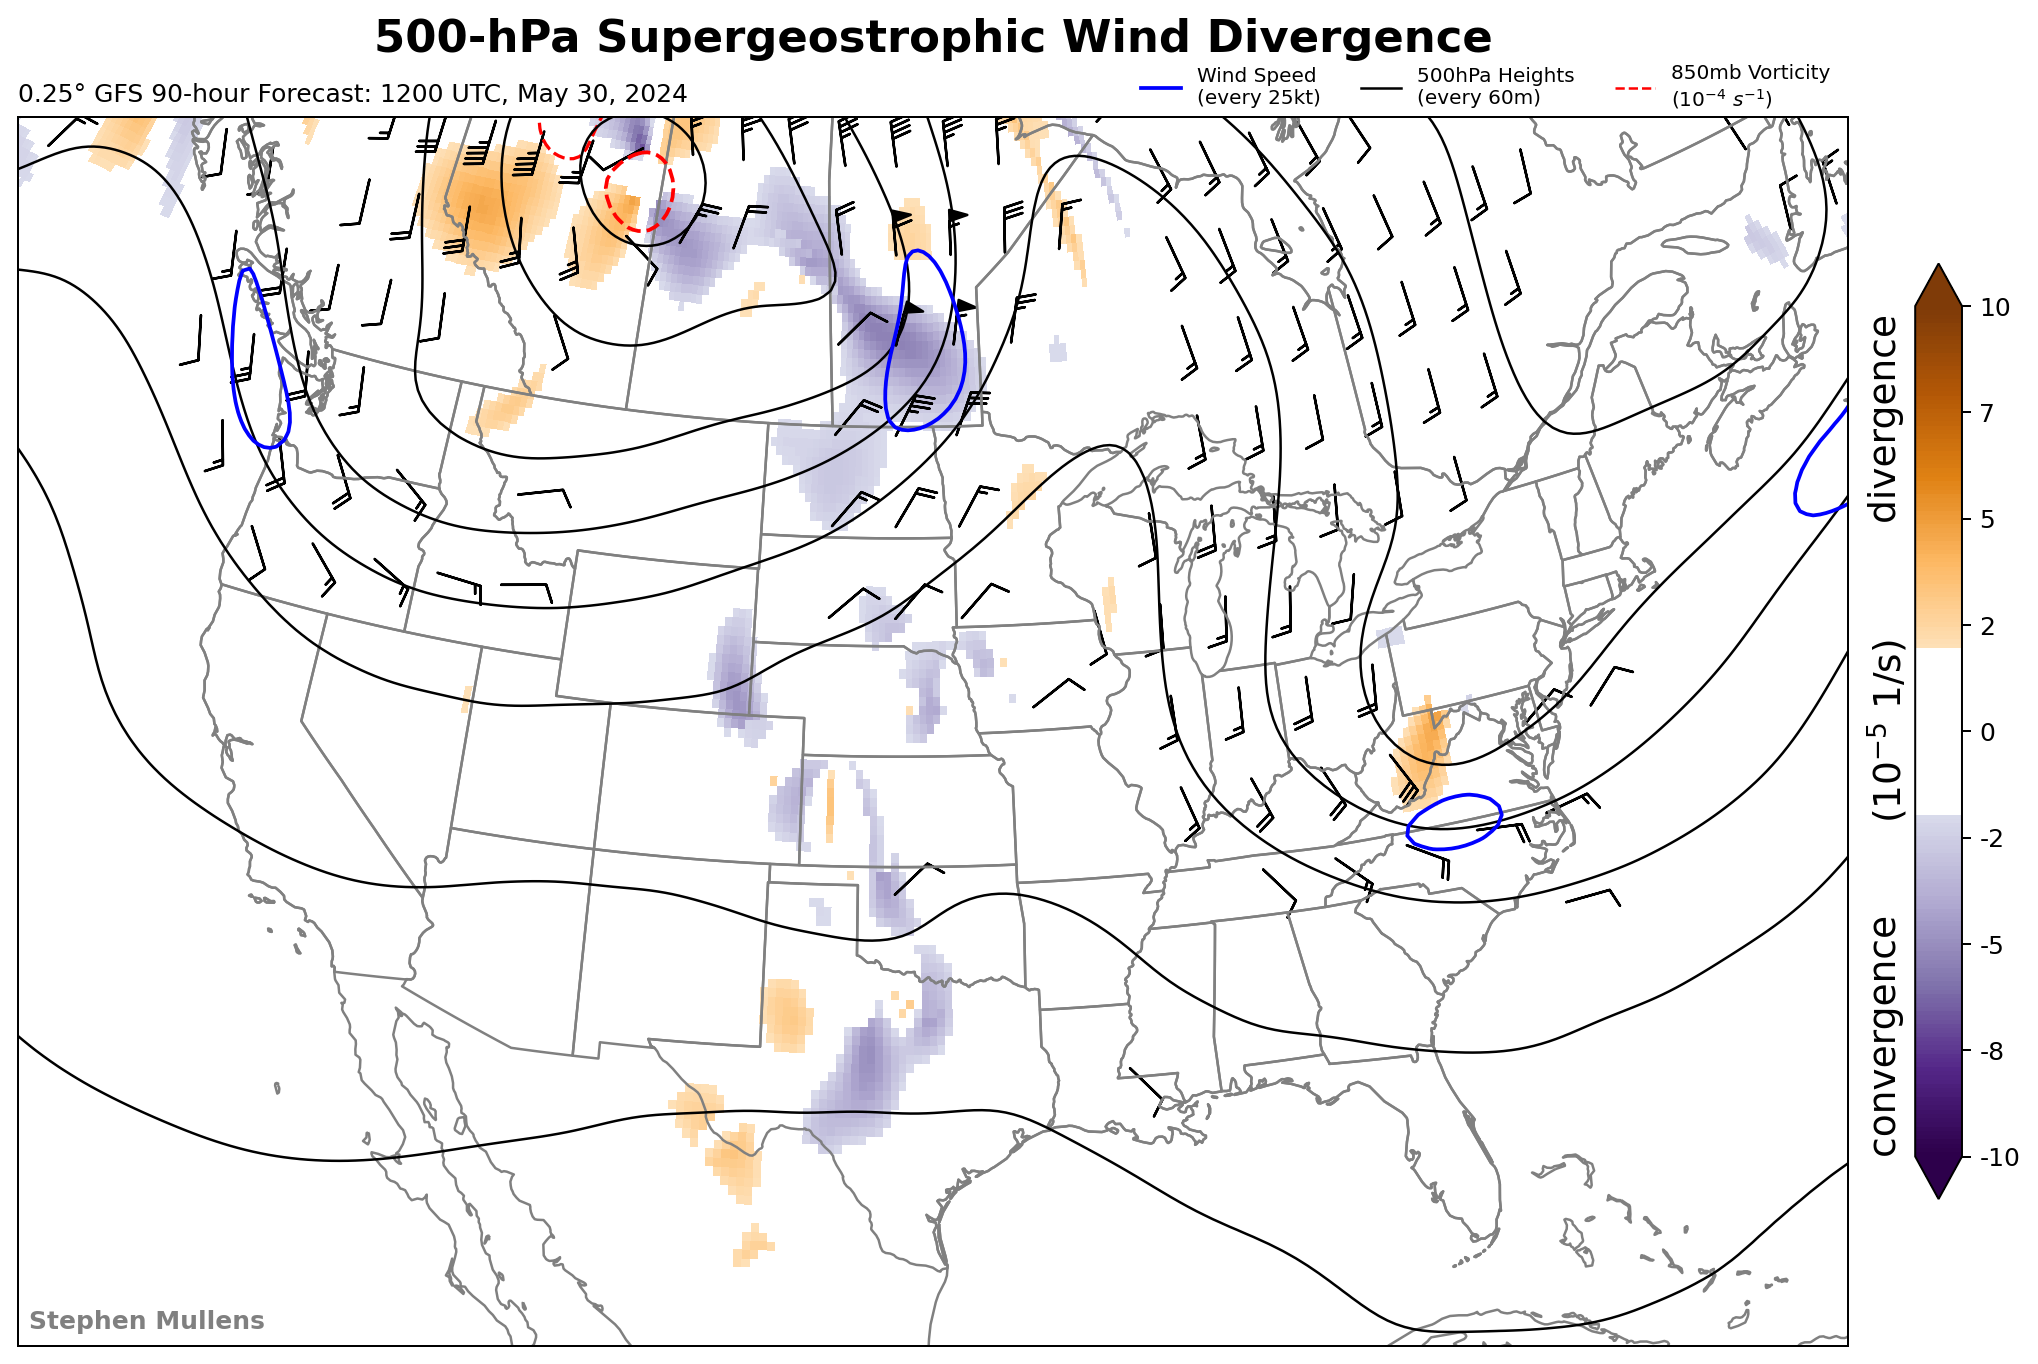 500-hPa Supergeostrophic Wind Divergence
0.25° GFS 90-hour Forecast: 1200 UTC, May 30, 2024
Wind Speed
(every 25kt)
500hPa Heights
(every 60m)
850mb Vorticity
(10⁻⁴ s⁻¹)
10
7
5
2
0
-2
-5
-8
-10
convergence (10⁻⁵ 1/s) divergence
Stephen Mullens